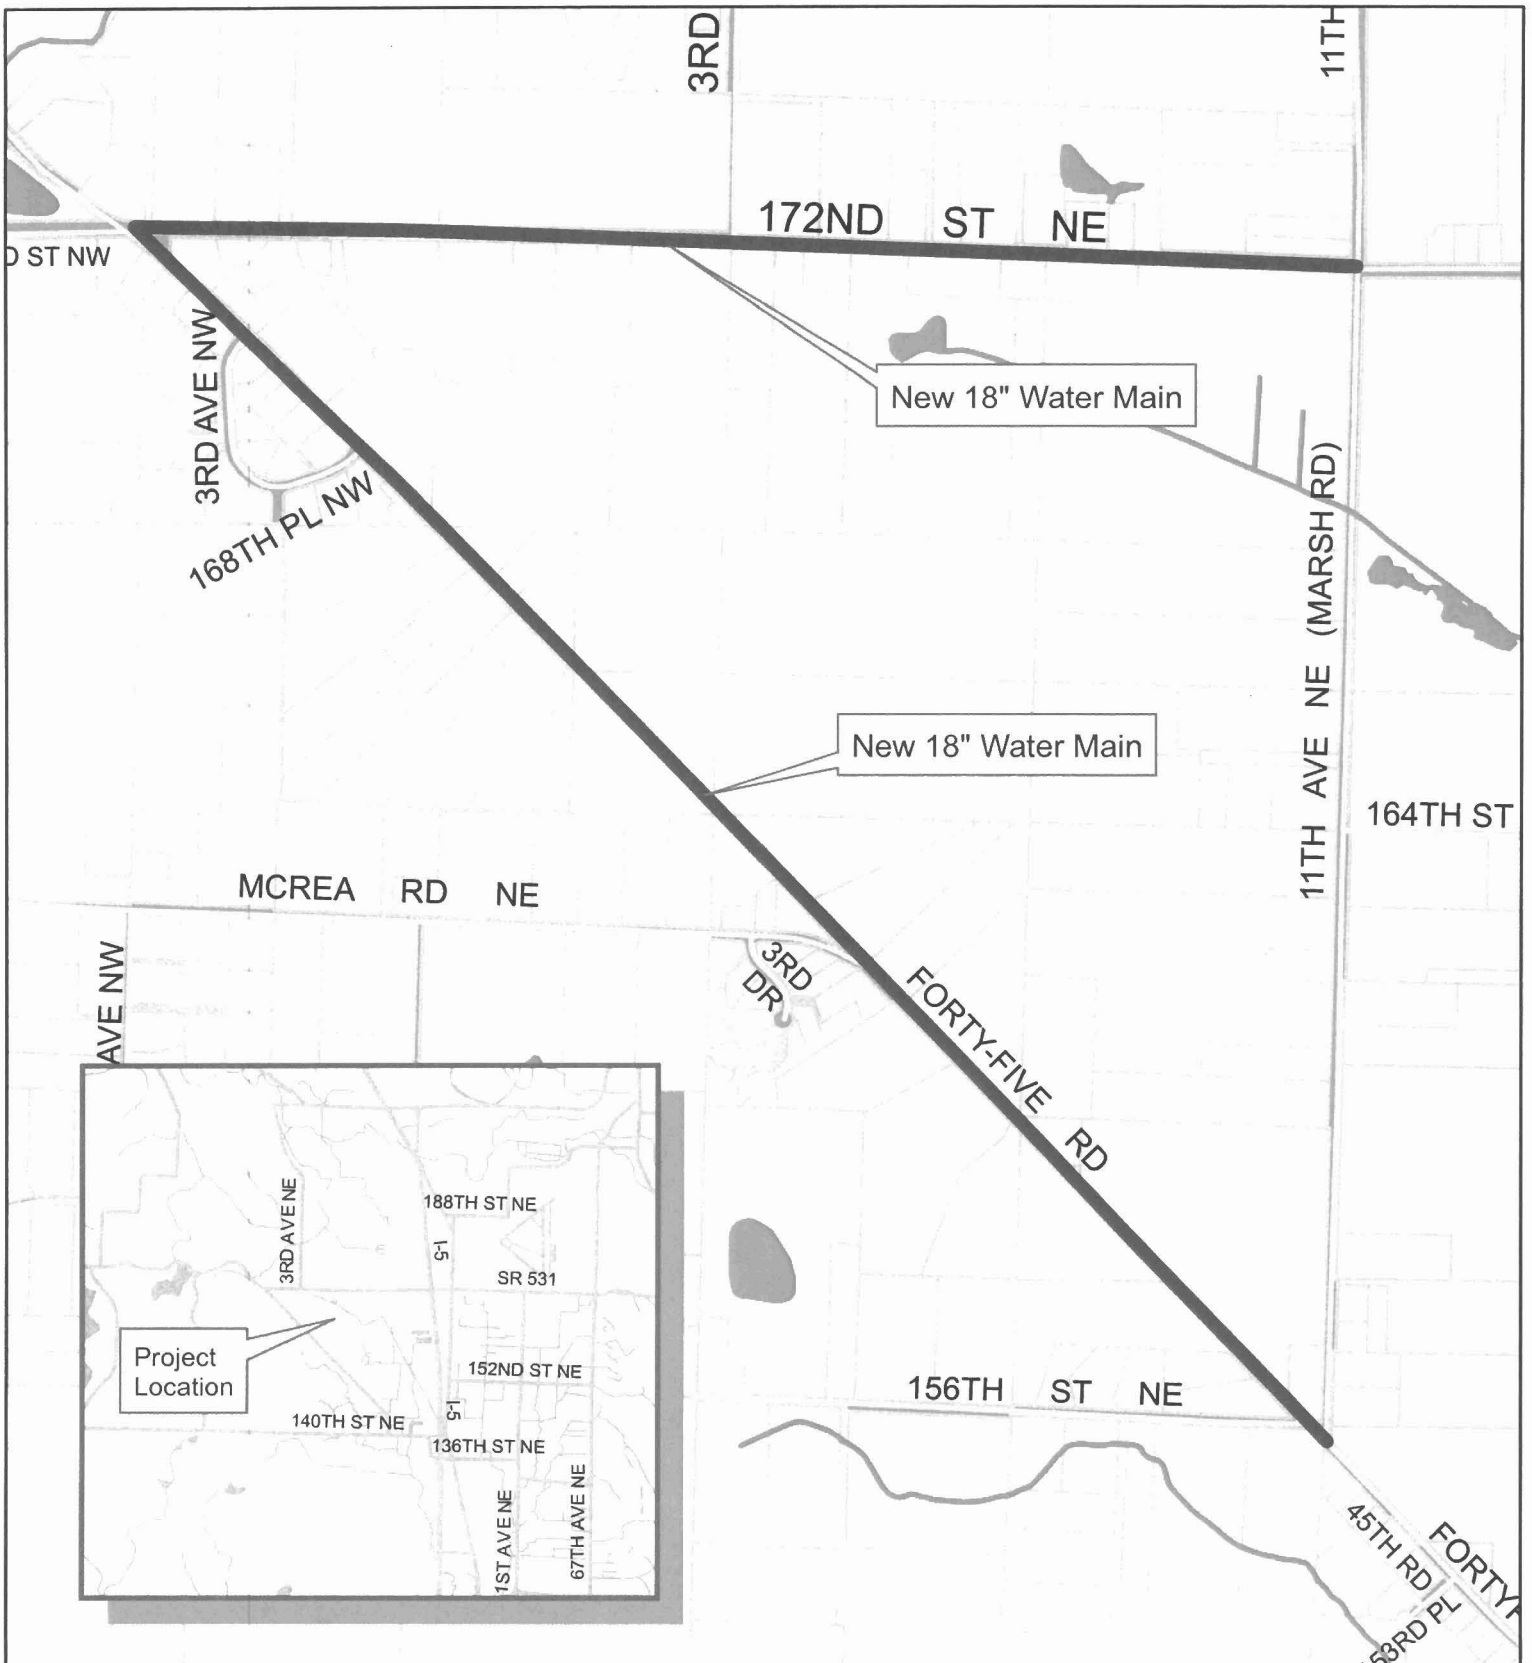 3RD
11TH
172ND ST NE
D ST NW
3RD AVE NW
New 18" Water Main
168TH PL NW
11TH AVE NE (MARSH RD)
New 18" Water Main
164TH ST
MCREA RD NE
3RD
DR
AVE NW
FORTY-FIVE RD
3RD AVE NE
188TH ST NE
I-5
SR 531
Project
Location
152ND ST NE
156TH ST NE
I-5
140TH ST NE
136TH ST NE
1ST AVE NE
67TH AVE NE
45TH RD
53RD PL